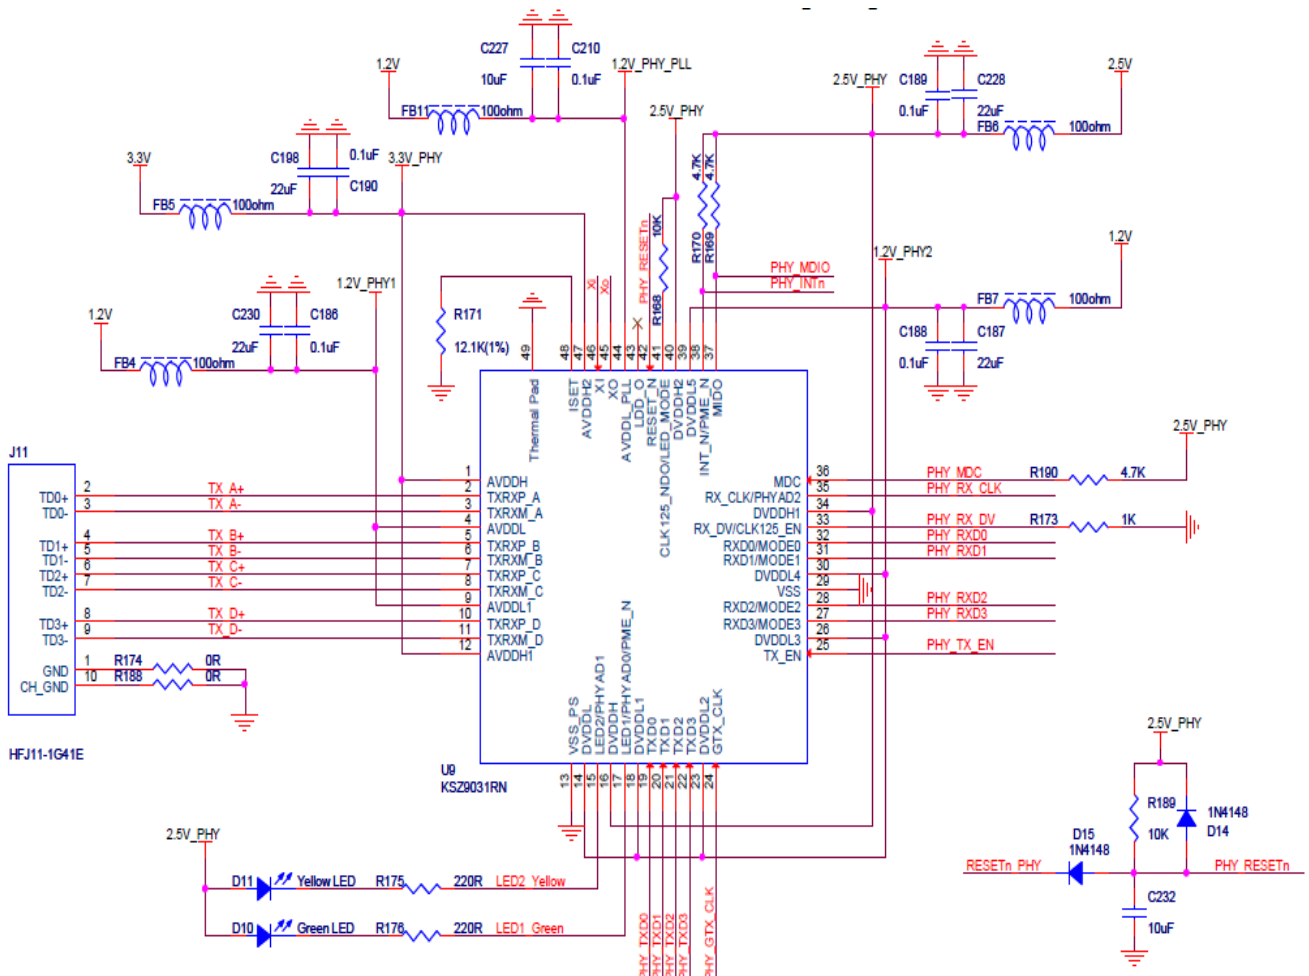 C227
10uF
C210
0.1uF
1.2V
1.2V_PHY_PLL
FB11
100ohm
2.5V_PHY
2.5V_PHY
C189
0.1uF
C228
22uF
2.5V
FB6
100ohm
3.3V
C198
22uF
0.1uF
C190
3.3V_PHY
FB5
100ohm
4.7K
4.7K
R170
R169
10K
R168
PHY_RESETn
XI
Xo
PHY_MDIO
PHY_INTn
1.2V_PHY2
1.2V
FB7
100ohm
C188
0.1uF
C187
22uF
1.2V_PHY1
1.2V
C230
22uF
C186
0.1uF
FB4
100ohm
R171
12.1K(1%)
49
48
47
46
45
44
43
42
41
40
39
38
37
Thermal Pad
ISET
AVDDH2
XI
XO
AVDDL_PLL
LDO_O
RESET_N
CLK125_NDO/LED_MODE
DVDDH2
DVDDL5
INT_N/PME_N
MIDO
J11
TD0+ 2 TX_A+ 2 TXRXP_A
TD0- 3 TX_A- 3 TXRXM_A
TD1+ 4 TX_B+ 5 TXRXP_B
TD1- 5 TX_B- 6 TXRXM_B
TD2+ 6 TX_C+ 7 TXRXP_C
TD2- 7 TX_C- 8 TXRXM_C
TD3+ 8 TX_D+ 10 TXRXP_D
TD3- 9 TX_D- 11 TXRXM_D
1 AVDDH
4 AVDDL
9 AVDDL1
12 AVDDH1
GND 1 R174 0R
CH_GND 10 R188 0R
HFJ11-1G41E
2.5V_PHY
MDC 36 PHY_MDC R190 4.7K
RX_CLK/PHYAD2 35 PHY_RX_CLK
DVDDH1 34
RX_DV/CLK125_EN 33 PHY_RX_DV R173 1K
RXD0/MODE0 32 PHY_RXD0
RXD1/MODE1 31 PHY_RXD1
DVDDL4 30
VSS 29
RXD2/MODE2 28 PHY_RXD2
RXD3/MODE3 27 PHY_RXD3
DVDDL3 26
TX_EN 25 PHY_TX_EN
VSS_PS
DVDDL
LED2/PHYAD1
DVDDH
LED1/PHYAD0/PME_N
DVDDL1
TXD0
TXD1
TXD2
TXD3
DVDDL2
GTX_CLK
13
14
15
16
17
18
19
20
21
22
23
24
U9
KSZ9031RN
2.5V_PHY
D11 Yellow LED R175 220R LED2_Yellow
D10 Green LED R176 220R LED1_Green
PHY_TXD0
PHY_TXD1
PHY_TXD2
PHY_TXD3
PHY_GTX_CLK
2.5V_PHY
R189
10K
1N4148
D14
D15
1N4148
RESETn_PHY
PHY_RESETn
C232
10uF